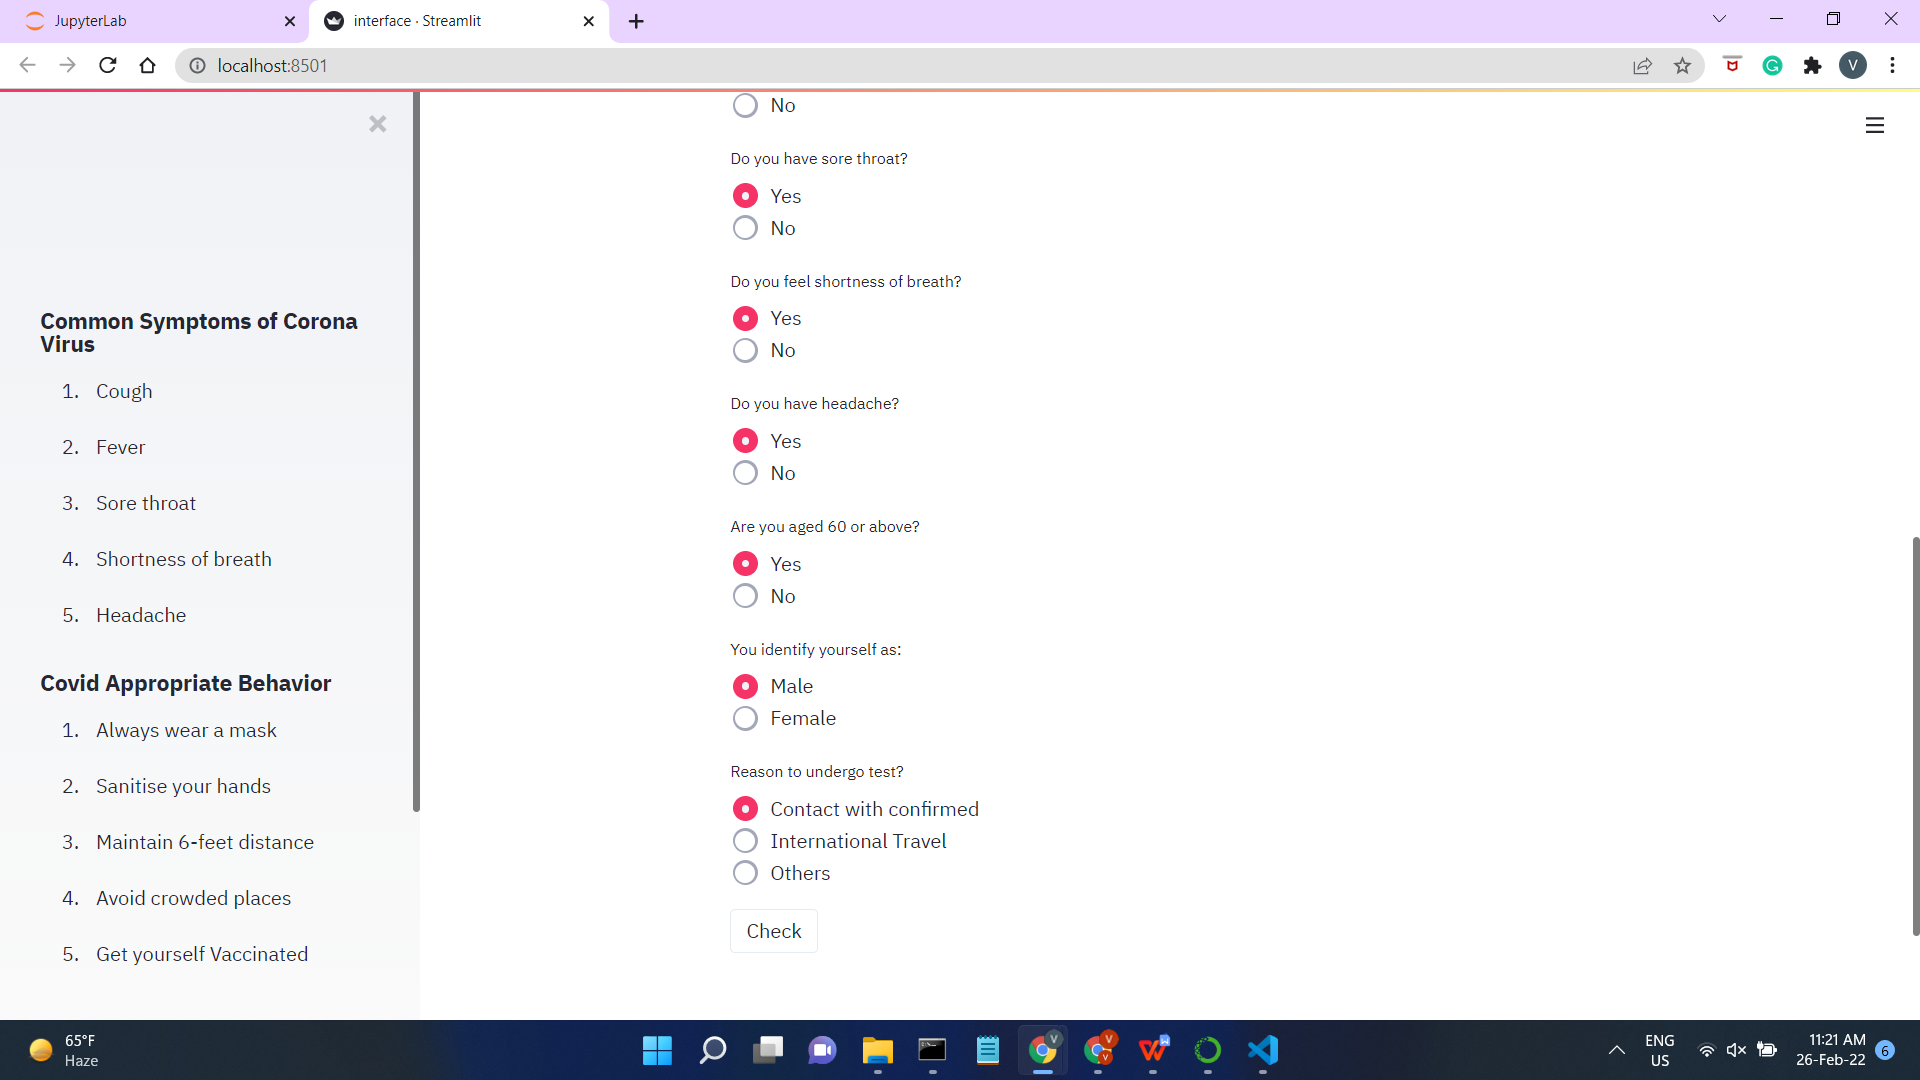 JupyterLab
interface · Streamlit
localhost:8501
V
Common Symptoms of Corona
Virus
1. Cough
2. Fever
3. Sore throat
4. Shortness of breath
5. Headache
Covid Appropriate Behavior
1. Always wear a mask
2. Sanitise your hands
3. Maintain 6-feet distance
4. Avoid crowded places
5. Get yourself Vaccinated
No
Do you have sore throat?
Yes
No
Do you feel shortness of breath?
Yes
No
Do you have headache?
Yes
No
Are you aged 60 or above?
Yes
No
You identify yourself as:
Male
Female
Reason to undergo test?
Contact with confirmed
International Travel
Others
Check
65°F
Haze
V
V
V
W
ENG
US
11:21 AM
26-Feb-22
6